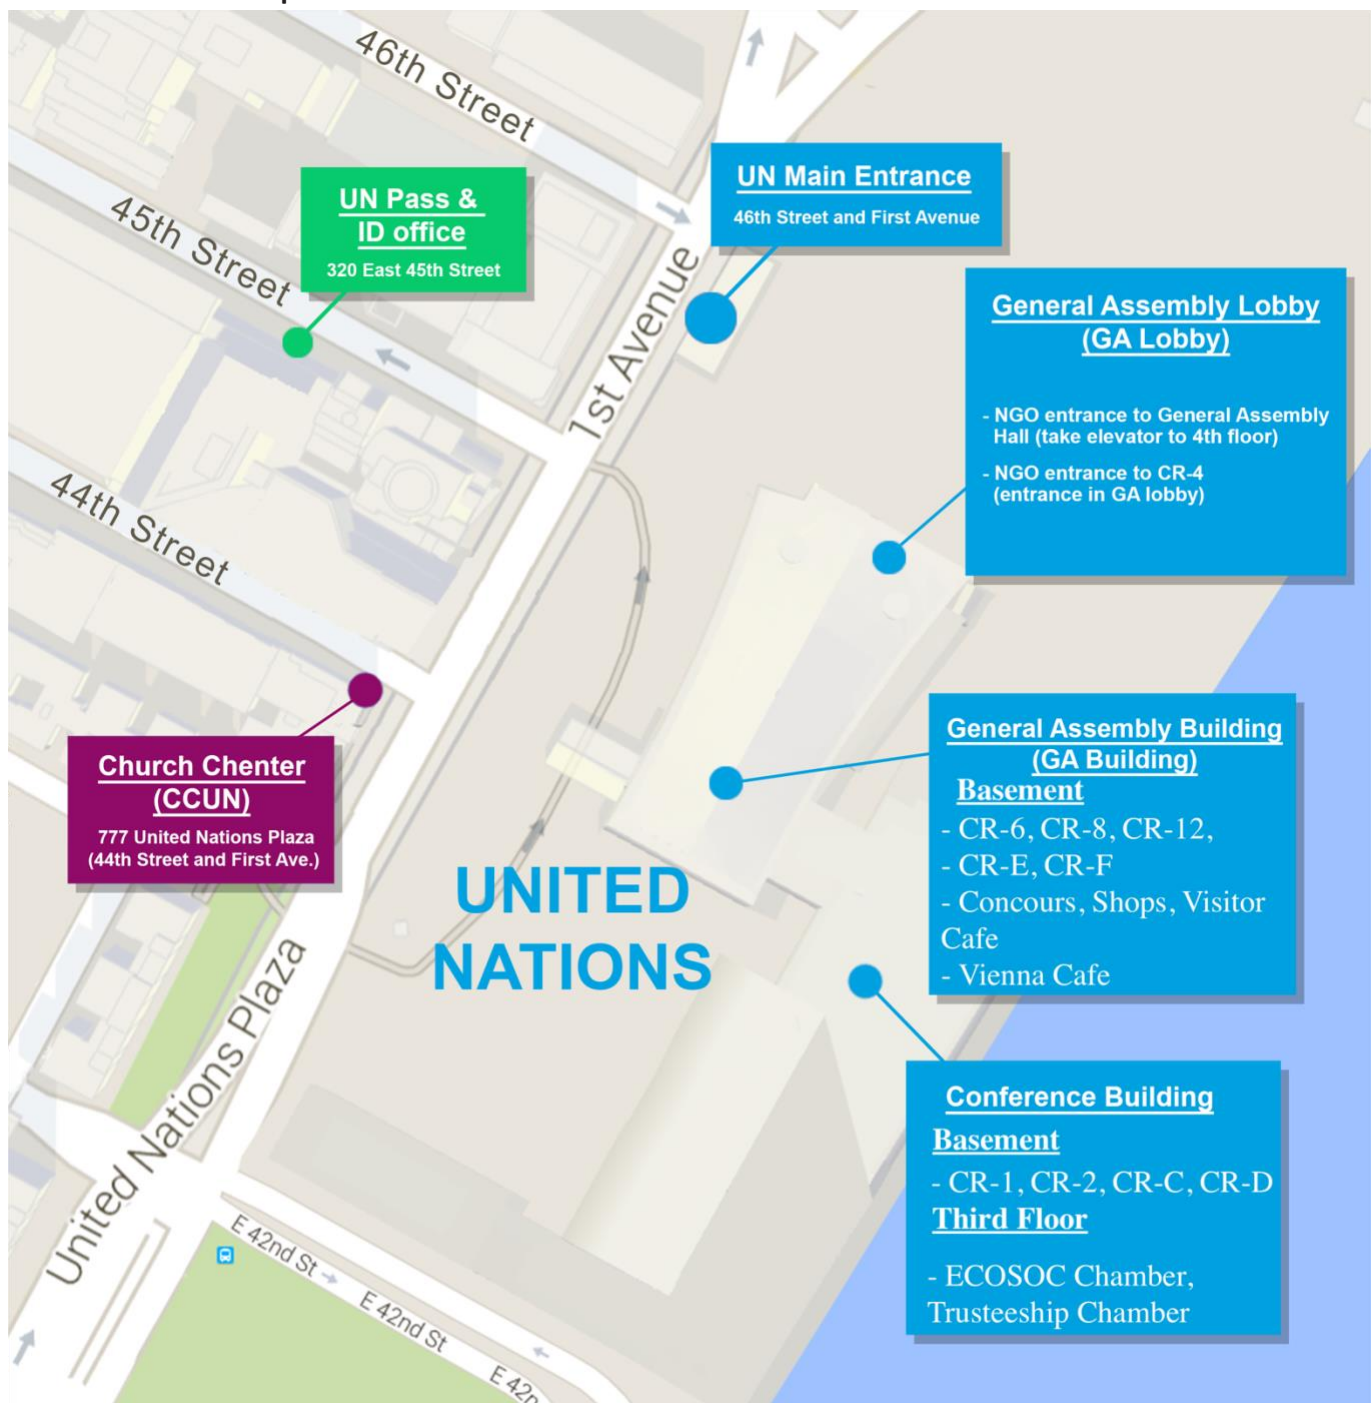 46th Street
UN Main Entrance
46th Street and First Avenue
UN Pass &
ID office
320 East 45th Street
45th Street
1st Avenue
General Assembly Lobby
(GA Lobby)
- NGO entrance to General Assembly
Hall (take elevator to 4th floor)
- NGO entrance to CR-4
(entrance in GA lobby)
44th Street
Church Chenter
(CCUN)
777 United Nations Plaza
(44th Street and First Ave.)
General Assembly Building
(GA Building)
Basement
- CR-6, CR-8, CR-12,
- CR-E, CR-F
- Concours, Shops, Visitor
Cafe
- Vienna Cafe
UNITED
NATIONS
United Nations Plaza
Conference Building
Basement
- CR-1, CR-2, CR-C, CR-D
Third Floor
- ECOSOC Chamber,
Trusteeship Chamber
E 42nd St
E 42nd St
E 42n